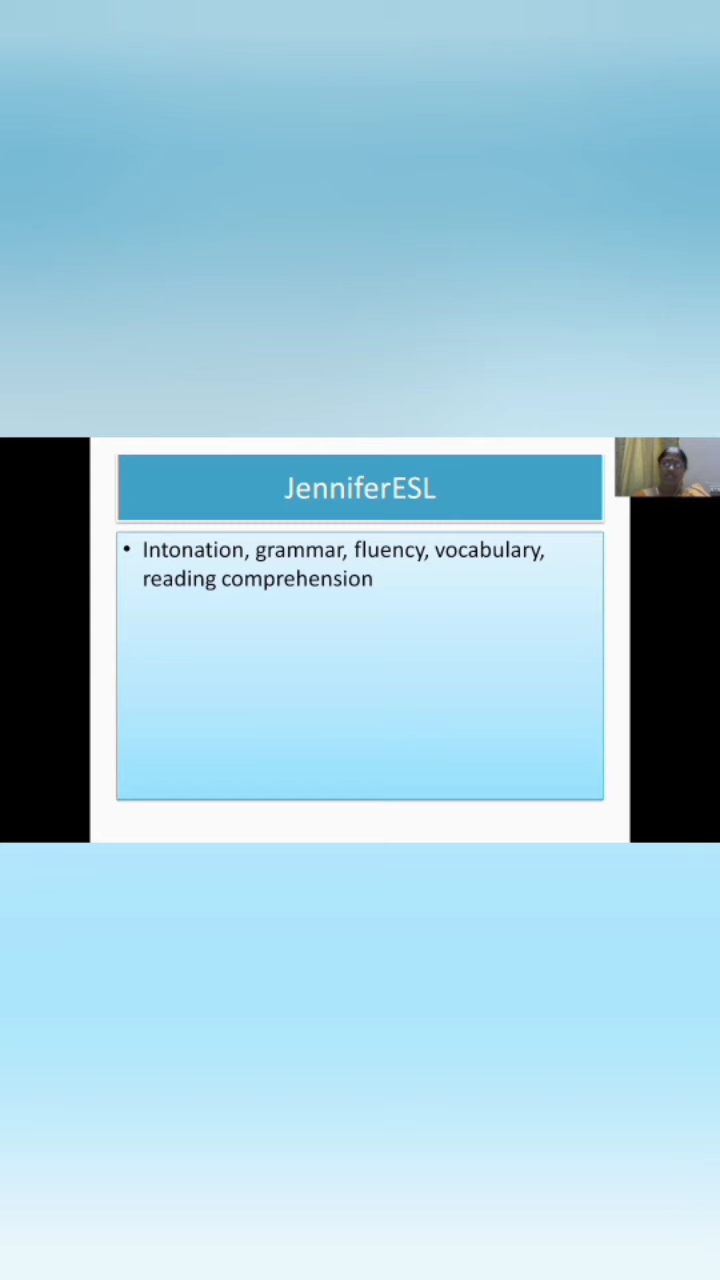 JenniferESL
• Intonation, grammar, fluency, vocabulary,
reading comprehension